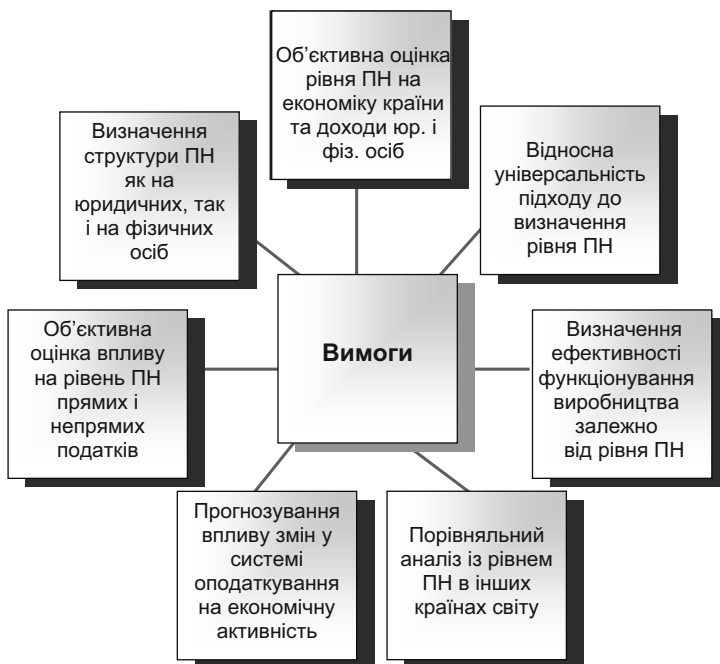 Об’єктивна оцінка
рівня ПН на
економіку країни
та доходи юр. і
фіз. осіб
Визначення
структури ПН
як на
юридичних, так
і на фізичних
осіб
Відносна
універсальність
підходу до
визначення
рівня ПН
Вимоги
Об’єктивна
оцінка впливу
на рівень ПН
прямих і
непрямих
податків
Визначення
ефективності
функціонування
виробництва
залежно
від рівня ПН
Прогнозування
впливу змін у
системі
оподаткування
на економічну
активність
Порівняльний
аналіз із рівнем
ПН в інших
країнах світу